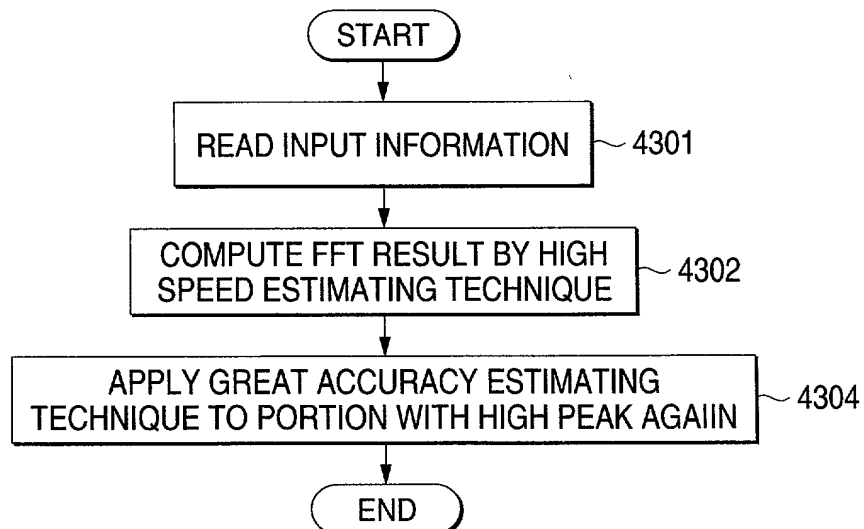 START
READ INPUT INFORMATION
4301
COMPUTE FFT RESULT BY HIGH
SPEED ESTIMATING TECHNIQUE
4302
APPLY GREAT ACCURACY ESTIMATING
TECHNIQUE TO PORTION WITH HIGH PEAK AGAIIN
4304
END